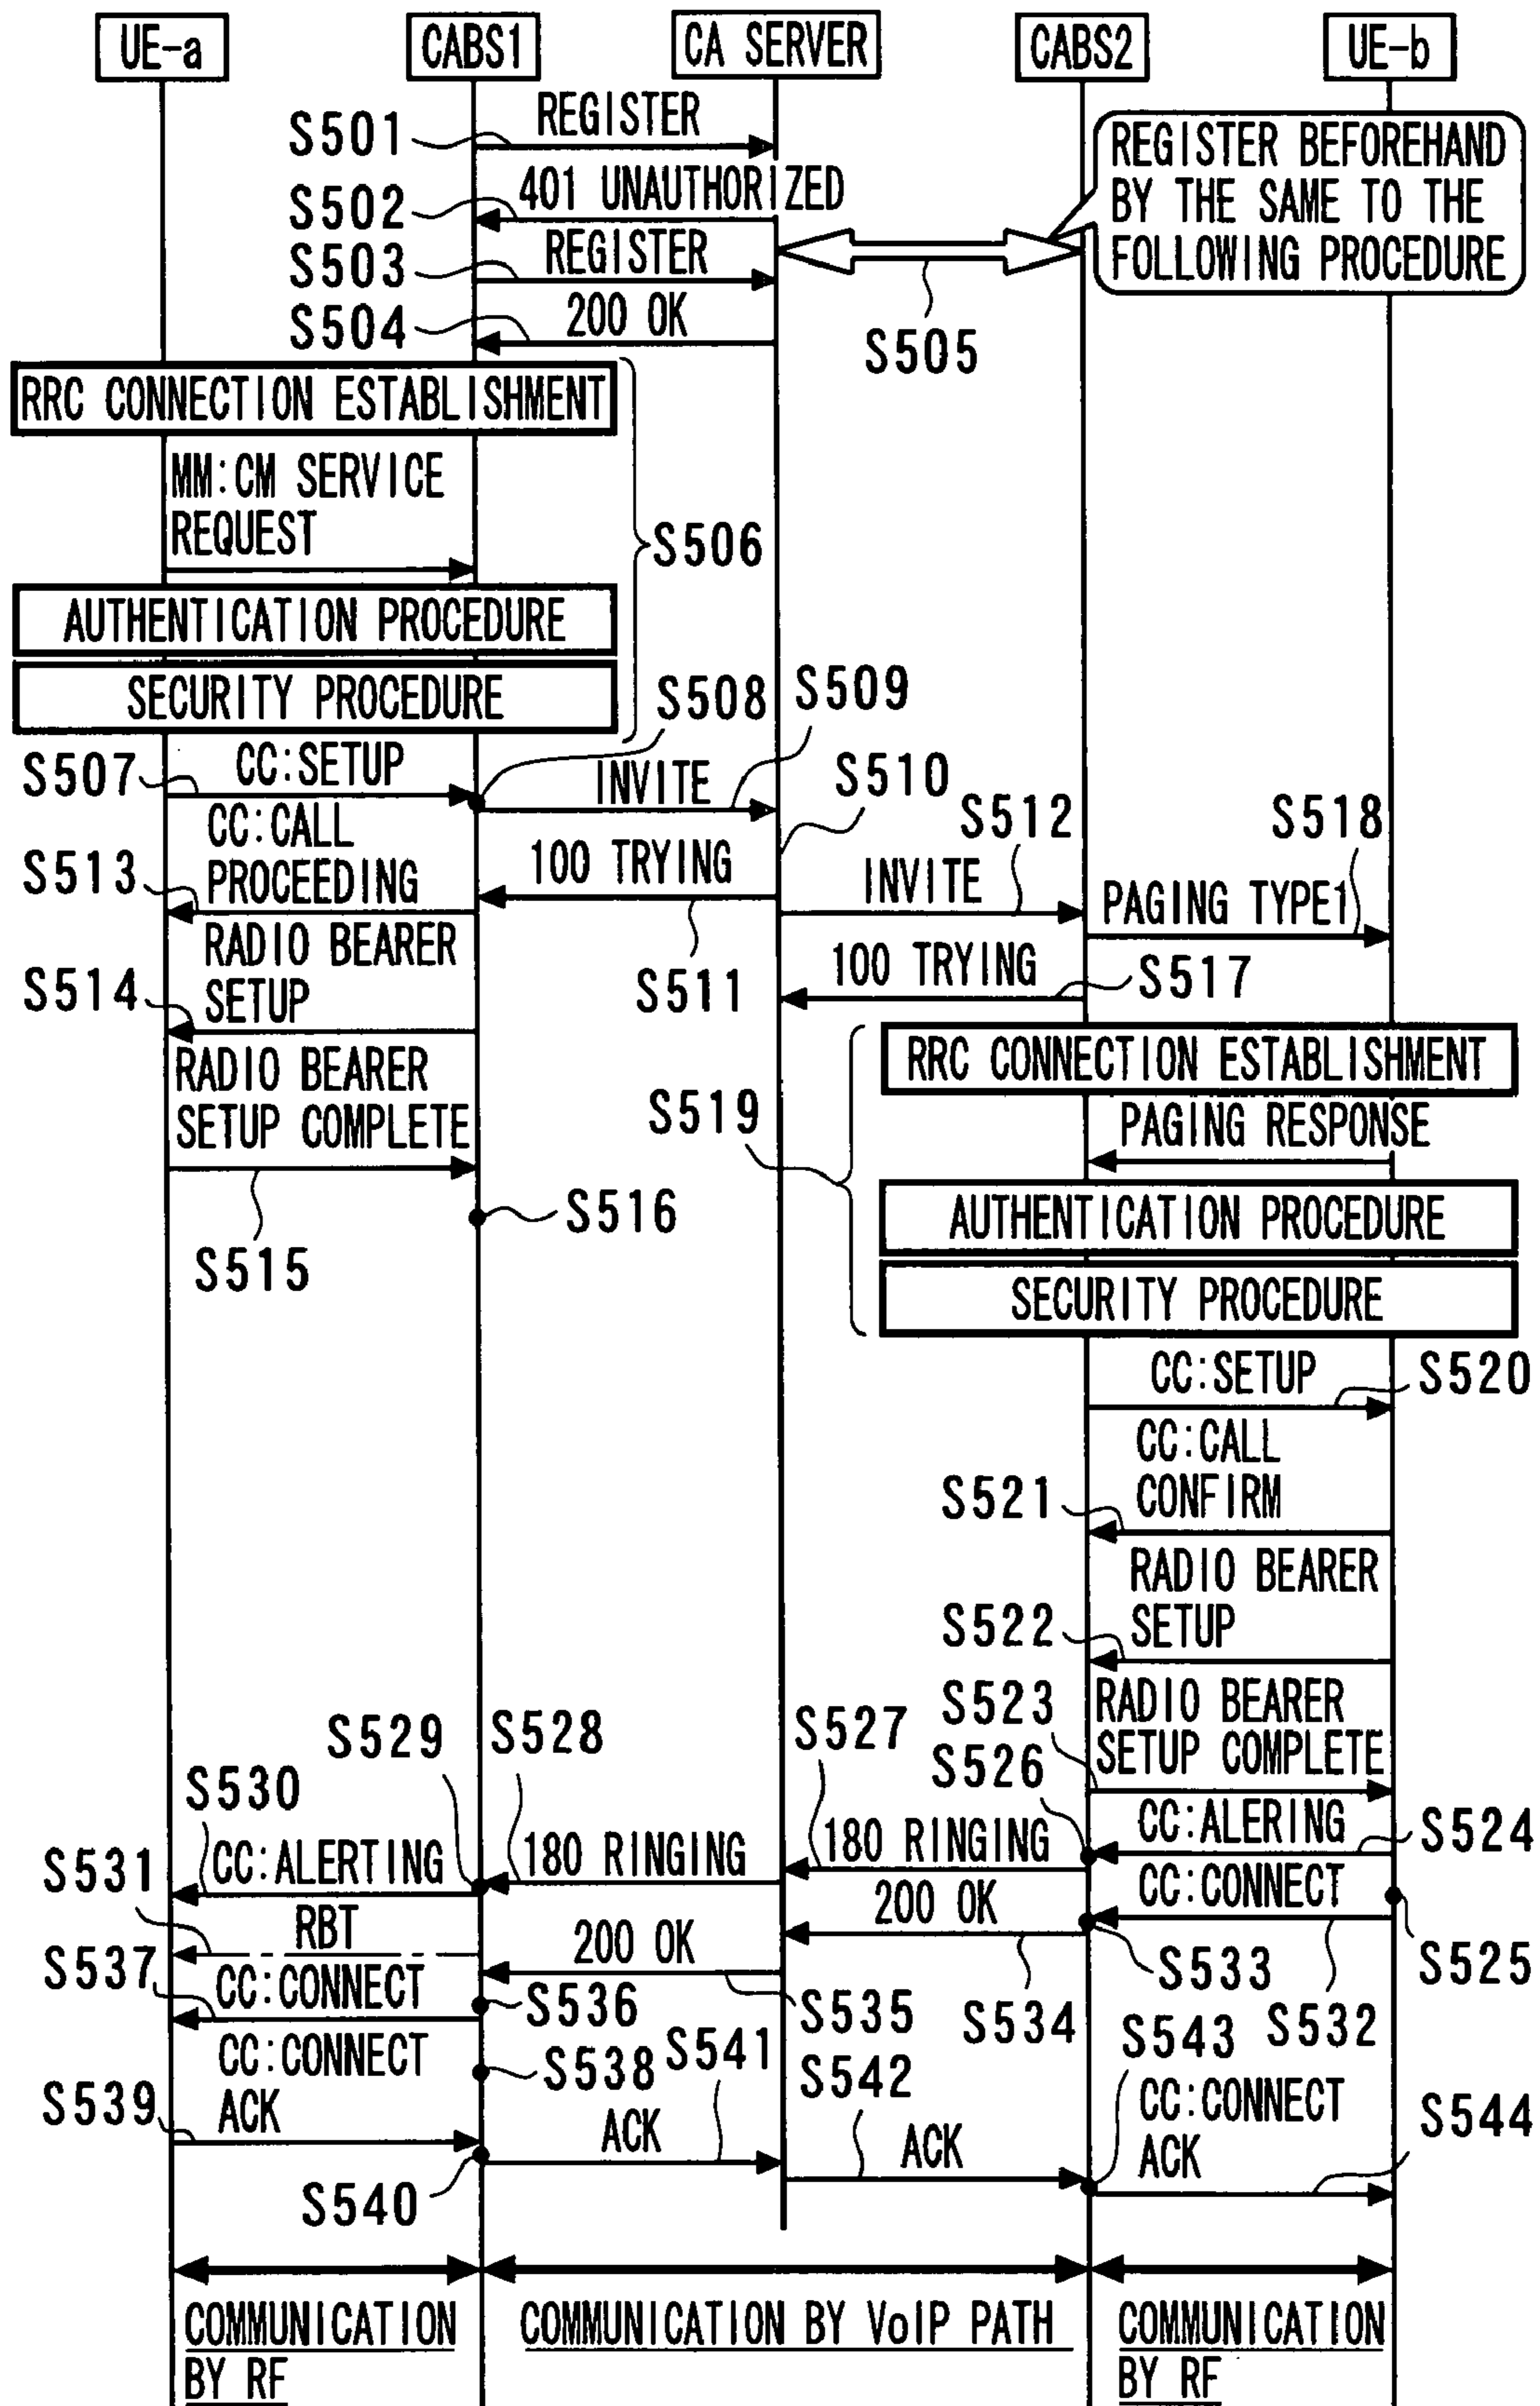 UE-a
CABS1
CA SERVER
CABS2
UE-b
S501
REGISTER
REGISTER BEFOREHAND
BY THE SAME TO THE
FOLLOWING PROCEDURE
S502
401 UNAUTHORIZED
S503
REGISTER
S504
200 OK
S505
RRC CONNECTION ESTABLISHMENT
MM:CM SERVICE
REQUEST
S506
AUTHENTICATION PROCEDURE
SECURITY PROCEDURE
S508
S509
S507
CC:SETUP
INVITE
S510
S512
S518
CC:CALL
PROCEEDING
S513
100 TRYING
INVITE
PAGING TYPE1
RADIO BEARER
SETUP
S514
S511
100 TRYING
S517
RRC CONNECTION ESTABLISHMENT
RADIO BEARER
SETUP COMPLETE
S519
PAGING RESPONSE
S516
S515
AUTHENTICATION PROCEDURE
SECURITY PROCEDURE
CC:SETUP
S520
CC:CALL
CONFIRM
S521
RADIO BEARER
SETUP
S522
S523
RADIO BEARER
SETUP COMPLETE
S529
S528
S527
S526
S530
CC:ALERTING
180 RINGING
180 RINGING
CC:ALERING
S524
S531
RBT
200 OK
200 OK
CC:CONNECT
S525
S537
CC:CONNECT
S536
S535
S534
S533
S532
CC:CONNECT
ACK
S539
S538
S541
S542
S543
CC:CONNECT
ACK
S544
ACK
ACK
S540
COMMUNICATION
BY RF
COMMUNICATION BY VoIP PATH
COMMUNICATION
BY RF